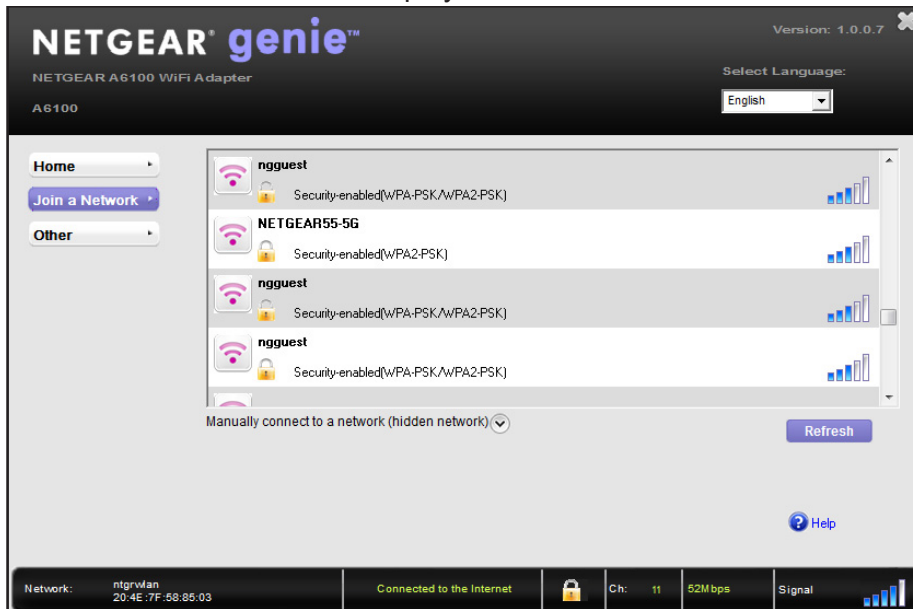 NETGEAR® genie™
Version: 1.0.0.7
NETGEAR A6100 WiFi Adapter
Select Language:
A6100
English
Home
Join a Network
Other
ngguest
Security-enabled(WPA-PSK/WPA2-PSK)
NETGEAR55-5G
Security-enabled(WPA2-PSK)
ngguest
Security-enabled(WPA-PSK/WPA2-PSK)
ngguest
Security-enabled(WPA-PSK/WPA2-PSK)
Manually connect to a network (hidden network)
Refresh
? Help
Network: ntgrwlan
20:4E:7F:58:85:03
Connected to the Internet
Ch: 11
52Mbps
Signal